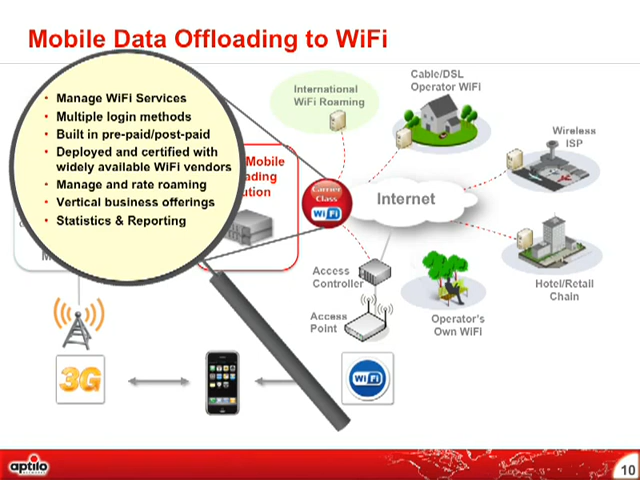 Mobile Data Offloading to WiFi
• Manage WiFi Services
• Multiple login methods
• Built in pre-paid/post-paid
• Deployed and certified with
widely available WiFi vendors
• Manage and rate roaming
• Vertical business offerings
• Statistics & Reporting
Mobile
Carrier
Class
WiFi
International
WiFi Roaming
Cable/DSL
Operator WiFi
Wireless
ISP
Internet
Hotel/Retail
Chain
Operator's
Own WiFi
Access
Controller
Access
Point
3G
WiFi
aptilo
NETWORKS
10